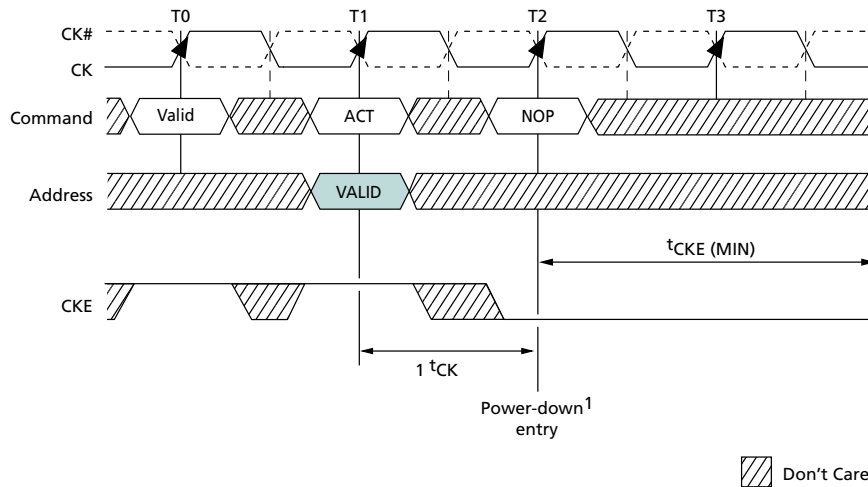 T0 T1 T2 T3
CK#
CK
Command Valid ACT NOP
Address VALID
tCKE (MIN)
CKE
1 tCK
Power-down1
entry
Don't Care